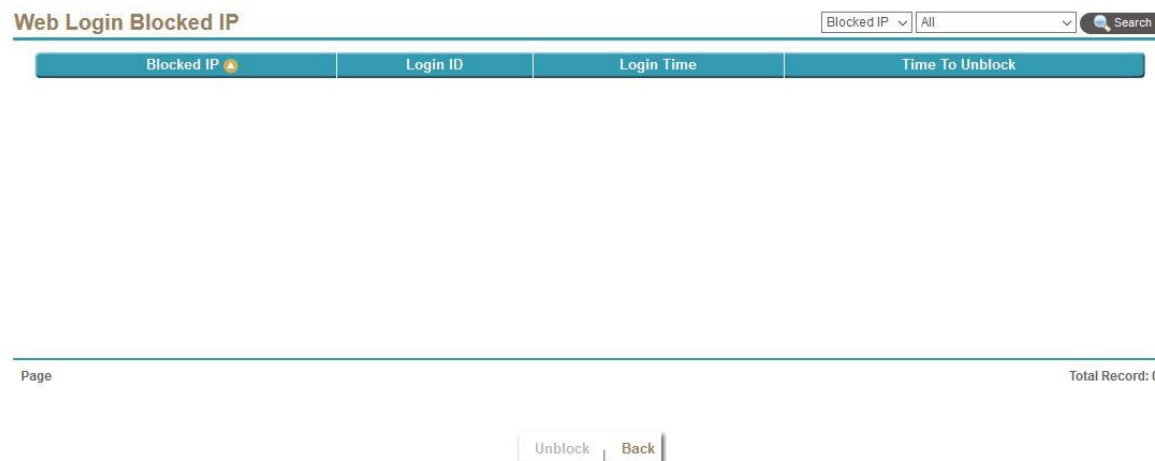 Web Login Blocked IP
Blocked IP All Search
Blocked IP Login ID Login Time Time To Unblock
Page Total Record: 0
Unblock | Back